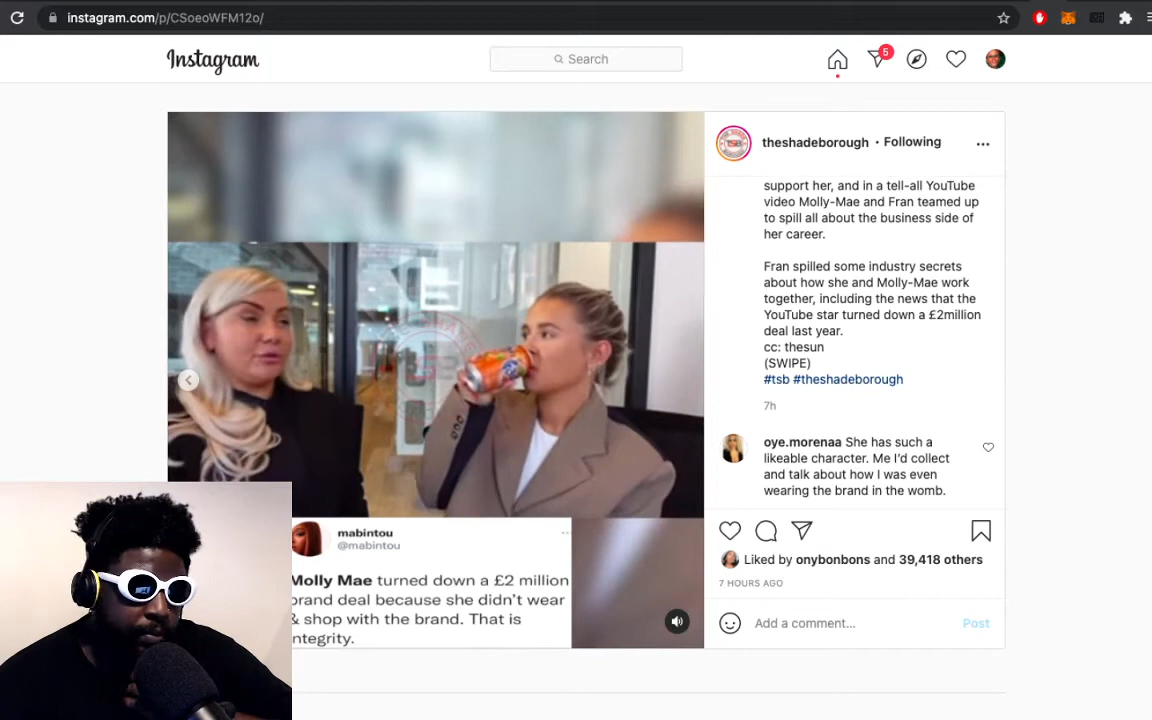 instagram.com/p/CSoeoWFM12o/
Instagram
Search
5
theshadeborough • Following
support her, and in a tell-all YouTube
video Molly-Mae and Fran teamed up
to spill all about the business side of
her career.
Fran spilled some industry secrets
about how she and Molly-Mae work
together, including the news that the
YouTube star turned down a £2million
deal last year.
cc: thesun
(SWIPE)
#tsb #theshadeborough
7h
oye.morenaa She has such a
likeable character. Me I'd collect
and talk about how I was even
wearing the brand in the womb.
Liked by onybonbons and 39,418 others
7 HOURS AGO
Add a comment... Post
mabintou
@mabintou
Molly Mae turned down a £2 million
brand deal because she didn't wear
& shop with the brand. That is
integrity.